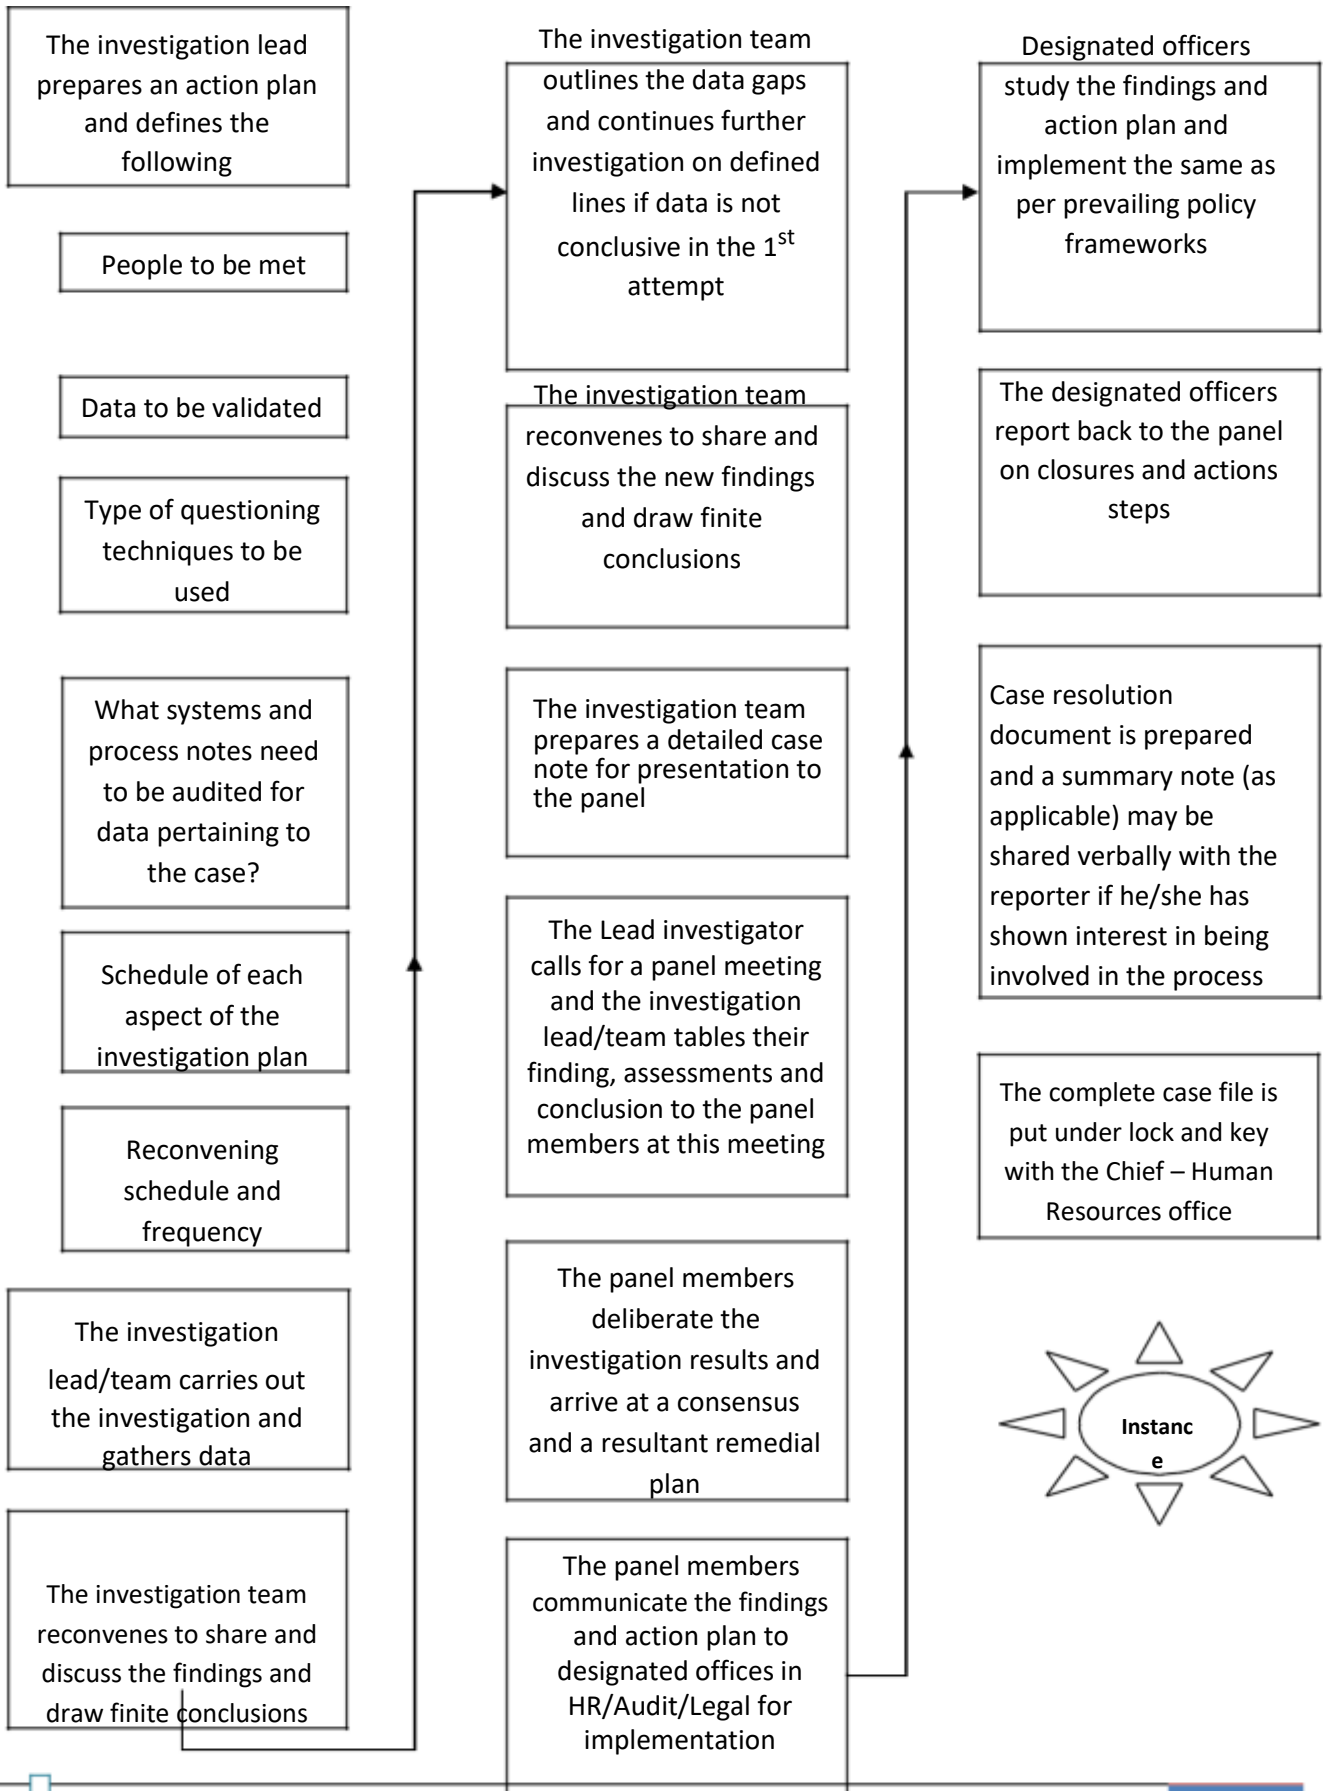 The investigation lead
prepares an action plan
and defines the
following
People to be met
Data to be validated
Type of questioning
techniques to be
used
What systems and
process notes need
to be audited for
data pertaining to
the case?
Schedule of each
aspect of the
investigation plan
Reconvening
schedule and
frequency
The investigation
lead/team carries out
the investigation and
gathers data
The investigation team
reconvenes to share and
discuss the findings and
draw finite conclusions
The investigation team
outlines the data gaps
and continues further
investigation on defined
lines if data is not
conclusive in the 1st
attempt
The investigation team
reconvenes to share and
discuss the new findings
and draw finite
conclusions
The investigation team
prepares a detailed case
note for presentation to
the panel
The Lead investigator
calls for a panel meeting
and the investigation
lead/team tables their
finding, assessments and
conclusion to the panel
members at this meeting
The panel members
deliberate the
investigation results and
arrive at a consensus
and a resultant remedial
plan
The panel members
communicate the findings
and action plan to
designated offices in
HR/Audit/Legal for
implementation
Designated officers
study the findings and
action plan and
implement the same as
per prevailing policy
frameworks
The designated officers
report back to the panel
on closures and actions
steps
Case resolution
document is prepared
and a summary note (as
applicable) may be
shared verbally with the
reporter if he/she has
shown interest in being
involved in the process
The complete case file is
put under lock and key
with the Chief – Human
Resources office
Instanc
e